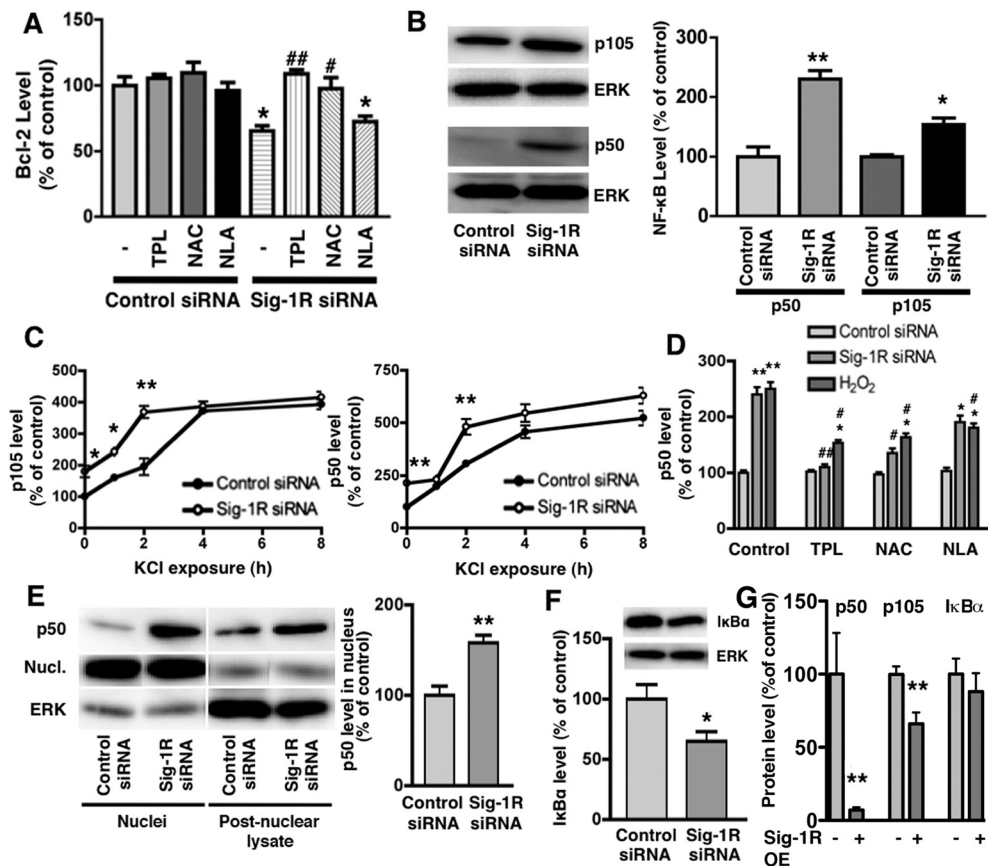 A
Bcl-2 Level
(% of control)
150
100
50
0
- TPL NAC NLA - TPL NAC NLA
Control siRNA Sig-1R siRNA
* ## # *
B
p105
ERK
p50
ERK
Control siRNA
Sig-1R siRNA
NF-κB Level (% of control)
300
200
100
0
** *
Control siRNA
Sig-1R siRNA
Control siRNA
Sig-1R siRNA
p50 p105
C
p105 level
(% of control)
500
400
300
200
100
0
* * **
Control siRNA
Sig-1R siRNA
0 2 4 6 8
KCl exposure (h)
p50 level
(% of control)
750
500
250
0
** **
Control siRNA
Sig-1R siRNA
0 2 4 6 8
KCl exposure (h)
D
Control siRNA
Sig-1R siRNA
H₂O₂
p50 level
(% of control)
300
200
100
0
** ** ## # * # # * * #
Control TPL NAC NLA
E
p50
Nucl.
ERK
Control siRNA
Sig-1R siRNA
Control siRNA
Sig-1R siRNA
Nuclei
Post-nuclear
lysate
p50 level in nucleus
(% of control)
200
100
0
**
Control siRNA
Sig-1R siRNA
F
IκBα
ERK
IκBα level (% of control)
150
100
50
0
*
Control siRNA
Sig-1R siRNA
G
p50 p105 IκBα
Protein level (%of control)
150
100
50
0
** **
Sig-1R OE
- + - + - +